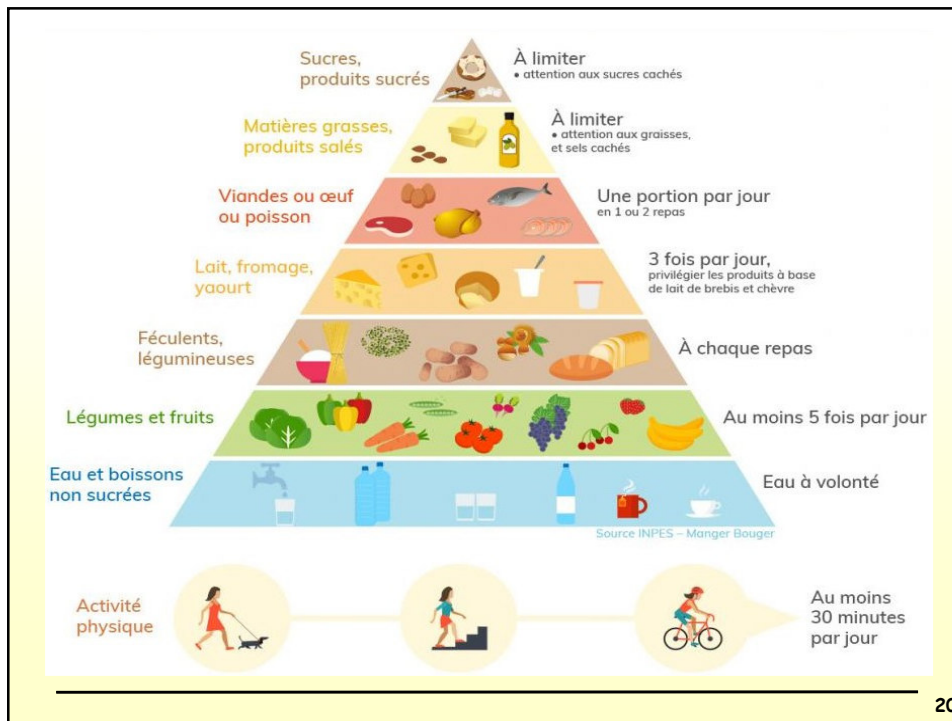 Sucres,
produits sucrés
À limiter
• attention aux sucres cachés
Matières grasses,
produits salés
À limiter
• attention aux graisses,
et sels cachés
Viandes ou œuf
ou poisson
Une portion par jour
en 1 ou 2 repas
Lait, fromage,
yaourt
3 fois par jour,
privilégier les produits à base
de lait de brebis et chèvre
Féculents,
légumineuses
À chaque repas
Légumes et fruits
Au moins 5 fois par jour
Eau et boissons
non sucrées
Eau à volonté
Source INPES – Manger Bouger
Activité
physique
Au moins
30 minutes
par jour
20